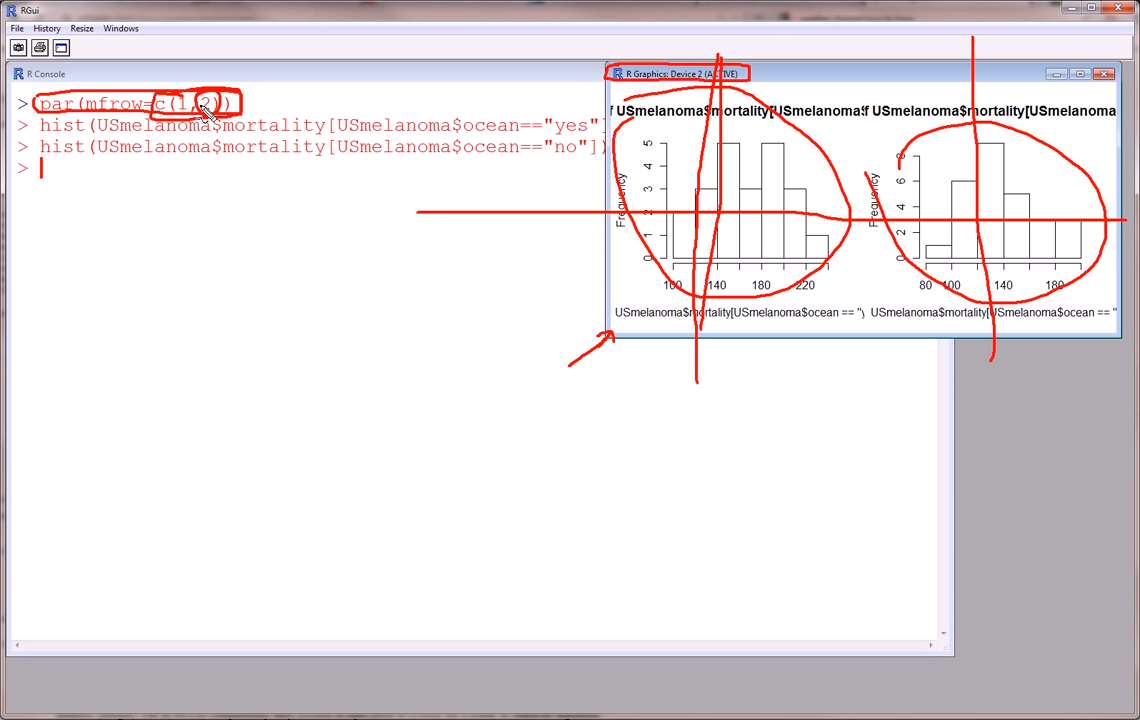 RGui
File History Resize Windows
R Console
> par(mfrow=c(1,2))
> hist(USmelanoma$mortality[USmelanoma$ocean=="yes"]
> hist(USmelanoma$mortality[USmelanoma$ocean=="no"])
>
R Graphics: Device 2 (ACTIVE)
f USmelanoma$mortality[USmelanoma$f USmelanoma$mortality[USmelanoma$
Frequency
0 1 2 3 4 5
100 140 180 220
USmelanoma$mortality[USmelanoma$ocean == "y
Frequency
0 2 4 6 8
80 100 140 180
USmelanoma$mortality[USmelanoma$ocean == "